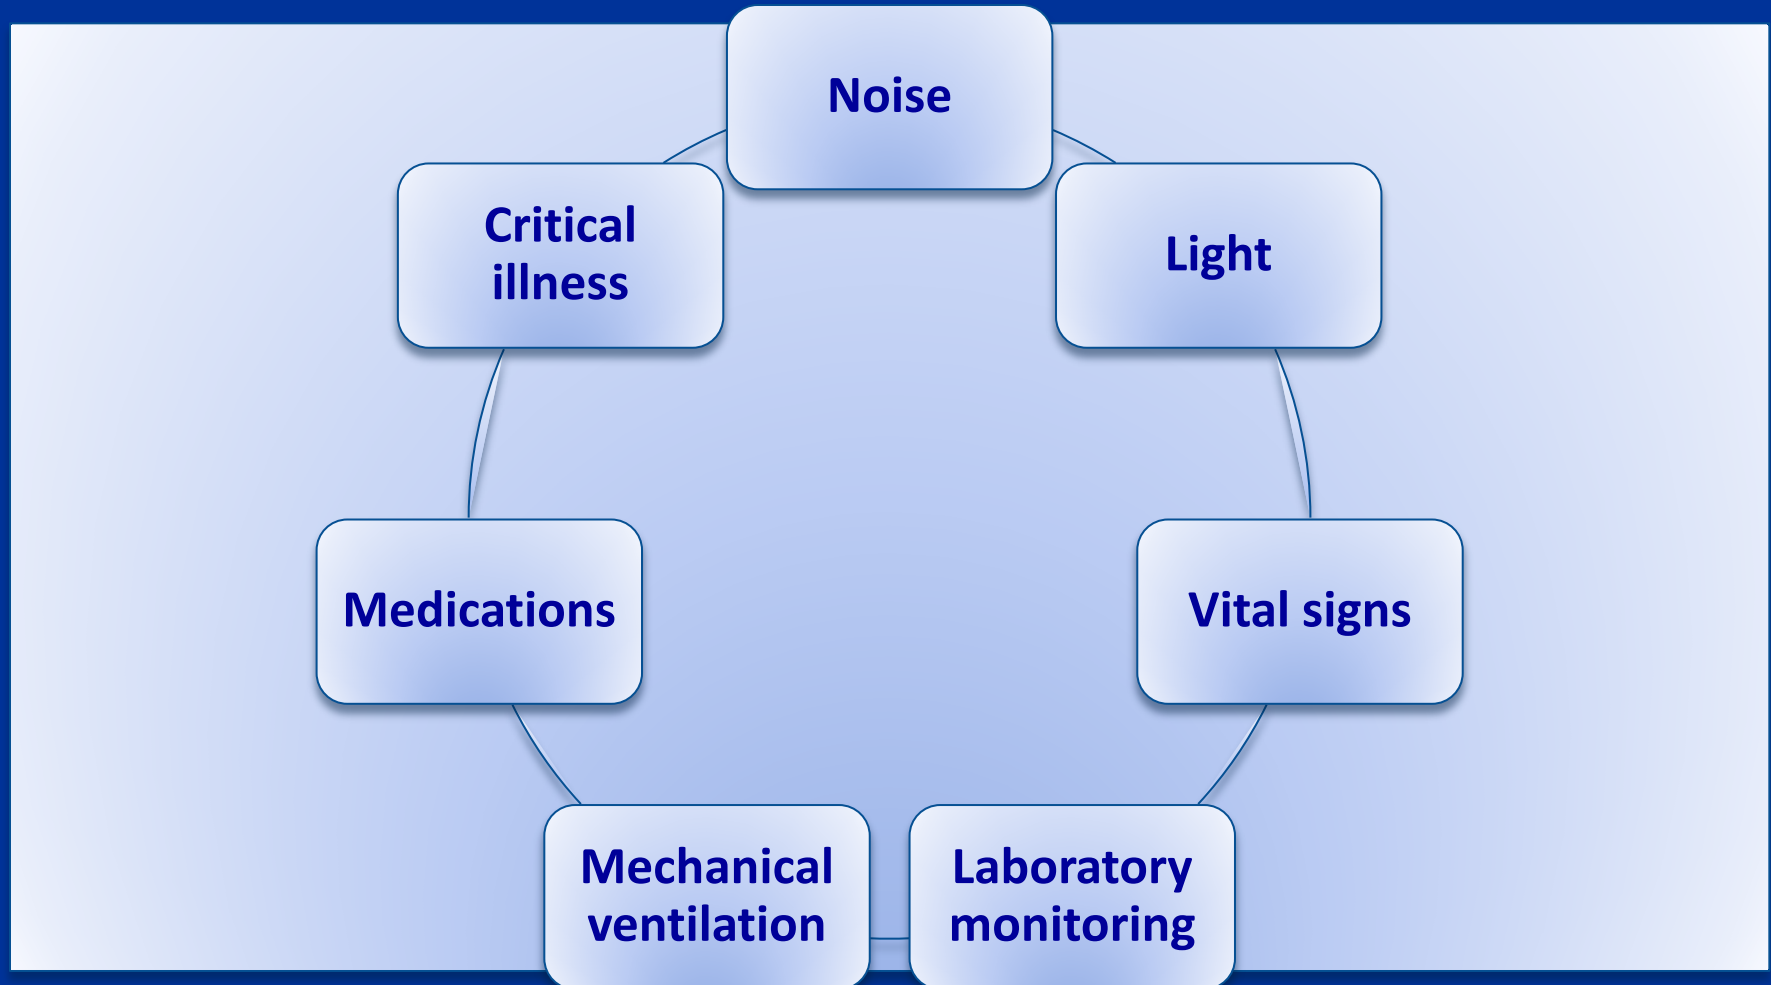 Noise
Critical
illness
Light
Medications
Vital signs
Mechanical
ventilation
Laboratory
monitoring